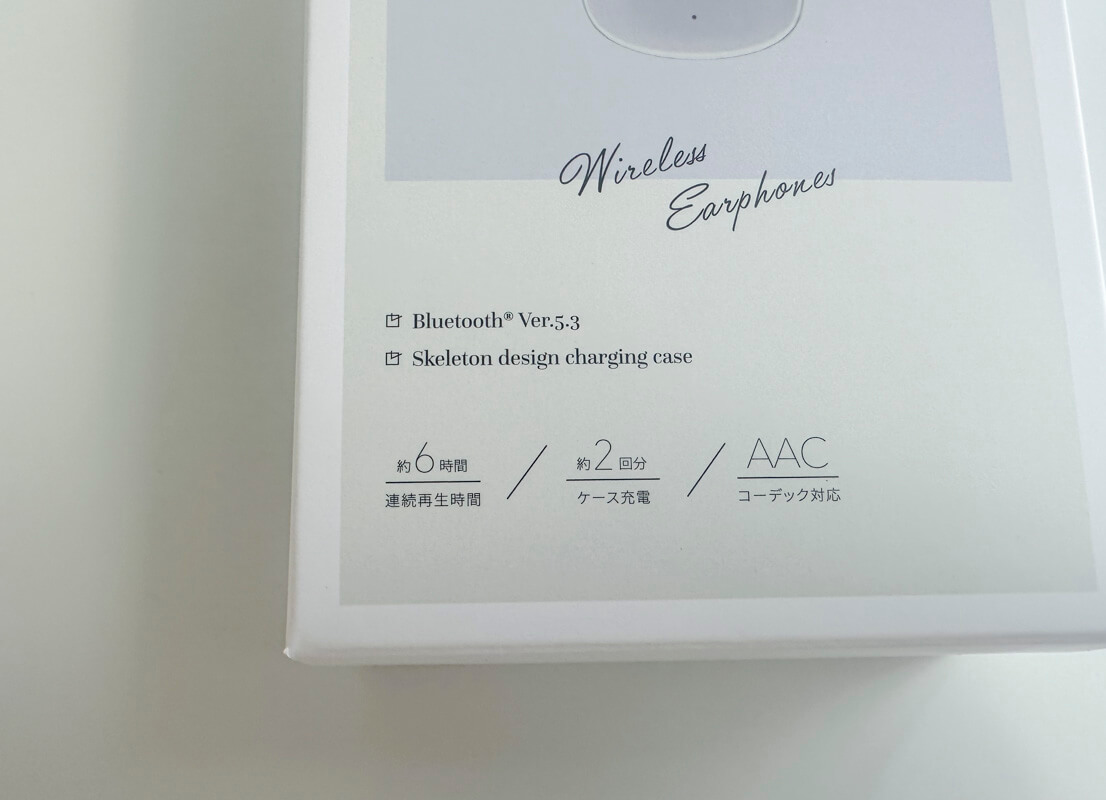 Wireless
Earphones
Bluetooth® Ver.5.3
Skeleton design charging case
約6時間
連続再生時間
約2回分
ケース充電
AAC
コーデック対応